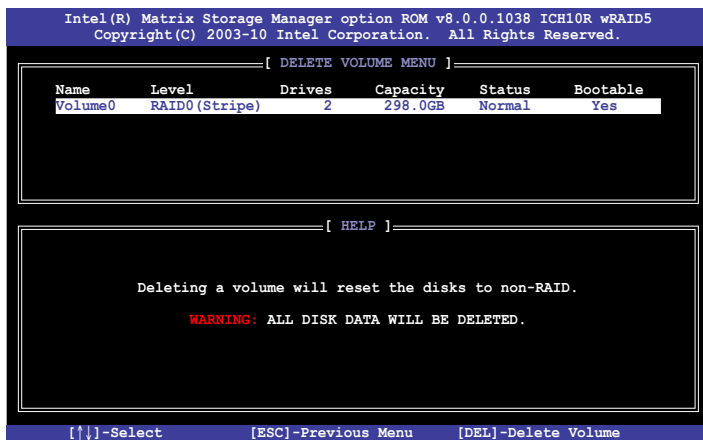 Intel(R) Matrix Storage Manager option ROM v8.0.0.1038 ICH10R wRAID5
Copyright(C) 2003-10 Intel Corporation. All Rights Reserved.
[ DELETE VOLUME MENU ]
Name Level Drives Capacity Status Bootable
Volume0 RAID0(Stripe) 2 298.0GB Normal Yes
[ HELP ]
Deleting a volume will reset the disks to non-RAID.
WARNING: ALL DISK DATA WILL BE DELETED.
[↑↓]-Select [ESC]-Previous Menu [DEL]-Delete Volume